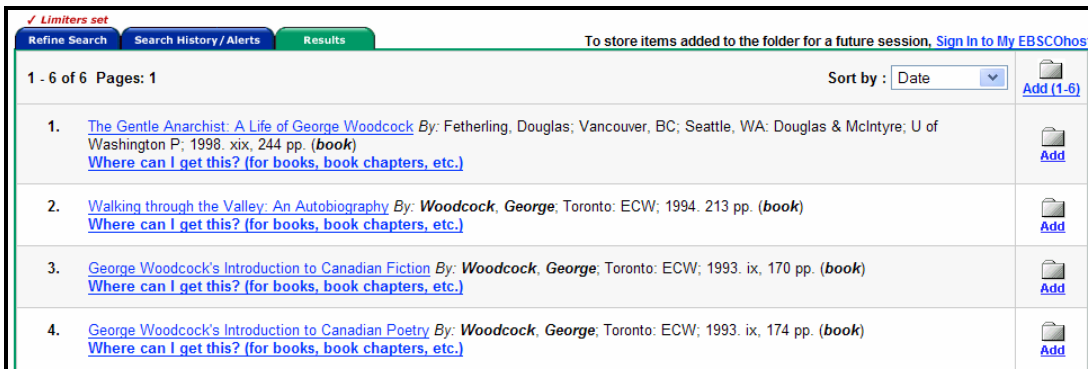 ✓ Limiters set
Refine Search Search History/Alerts Results To store items added to the folder for a future session, Sign In to My EBSCOhost
1 - 6 of 6 Pages: 1 Sort by : Date Add (1-6)
1. The Gentle Anarchist: A Life of George Woodcock By: Fetherling, Douglas; Vancouver, BC; Seattle, WA: Douglas & McIntyre; U of
Washington P; 1998. xix, 244 pp. (book)
Where can I get this? (for books, book chapters, etc.)
Add
2. Walking through the Valley: An Autobiography By: Woodcock, George; Toronto: ECW; 1994. 213 pp. (book)
Where can I get this? (for books, book chapters, etc.)
Add
3. George Woodcock's Introduction to Canadian Fiction By: Woodcock, George; Toronto: ECW; 1993. ix, 170 pp. (book)
Where can I get this? (for books, book chapters, etc.)
Add
4. George Woodcock's Introduction to Canadian Poetry By: Woodcock, George; Toronto: ECW; 1993. ix, 174 pp. (book)
Where can I get this? (for books, book chapters, etc.)
Add